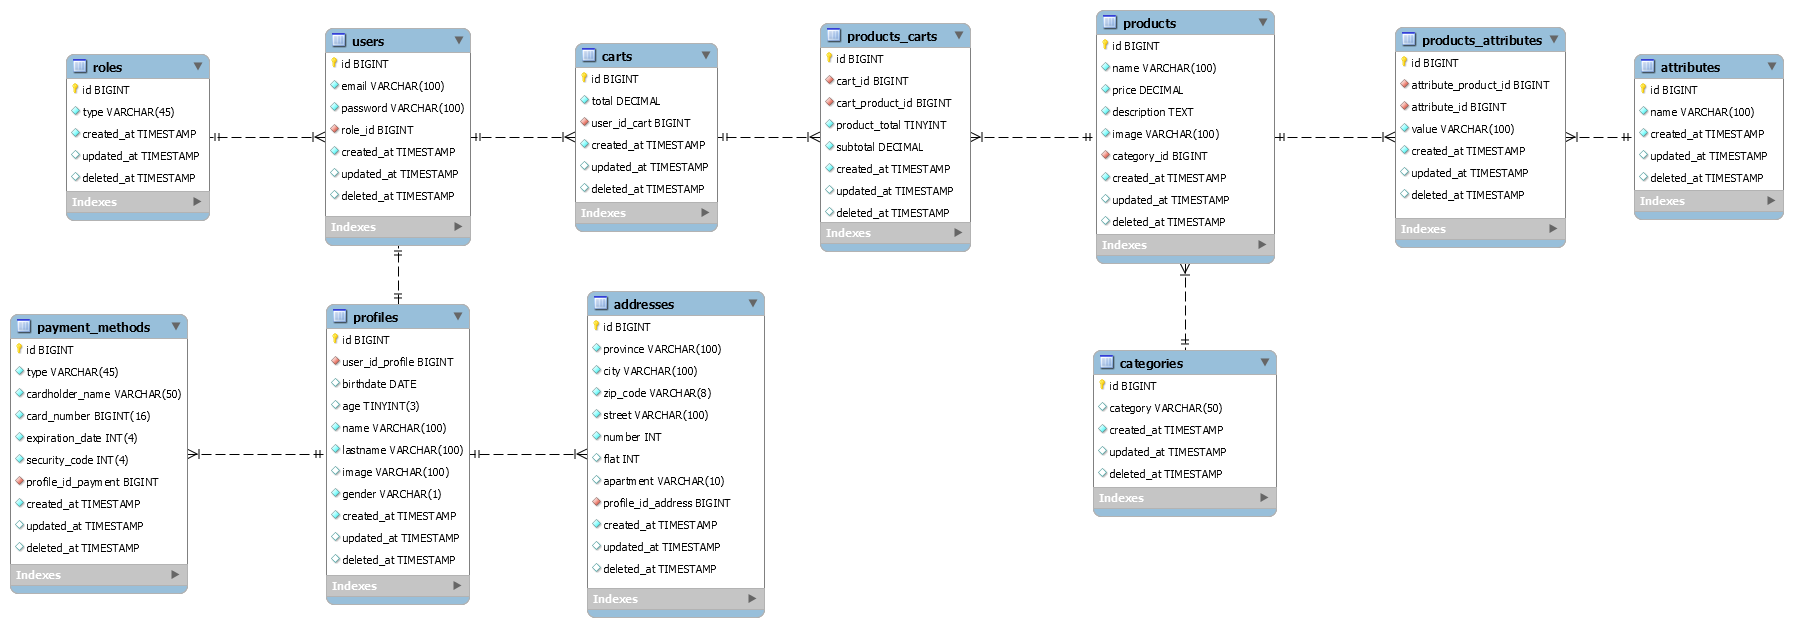 roles
id BIGINT
type VARCHAR(45)
created_at TIMESTAMP
updated_at TIMESTAMP
deleted_at TIMESTAMP
Indexes
users
id BIGINT
email VARCHAR(100)
password VARCHAR(100)
role_id BIGINT
created_at TIMESTAMP
updated_at TIMESTAMP
deleted_at TIMESTAMP
Indexes
carts
id BIGINT
total DECIMAL
user_id_cart BIGINT
created_at TIMESTAMP
updated_at TIMESTAMP
deleted_at TIMESTAMP
Indexes
products_carts
id BIGINT
cart_id BIGINT
cart_product_id BIGINT
product_total TINYINT
subtotal DECIMAL
created_at TIMESTAMP
updated_at TIMESTAMP
deleted_at TIMESTAMP
Indexes
products
id BIGINT
name VARCHAR(100)
price DECIMAL
description TEXT
image VARCHAR(100)
category_id BIGINT
created_at TIMESTAMP
updated_at TIMESTAMP
deleted_at TIMESTAMP
Indexes
products_attributes
id BIGINT
attribute_product_id BIGINT
attribute_id BIGINT
value VARCHAR(100)
created_at TIMESTAMP
updated_at TIMESTAMP
deleted_at TIMESTAMP
Indexes
attributes
id BIGINT
name VARCHAR(100)
created_at TIMESTAMP
updated_at TIMESTAMP
deleted_at TIMESTAMP
Indexes
payment_methods
id BIGINT
type VARCHAR(45)
cardholder_name VARCHAR(50)
card_number BIGINT(16)
expiration_date INT(4)
security_code INT(4)
profile_id_payment BIGINT
created_at TIMESTAMP
updated_at TIMESTAMP
deleted_at TIMESTAMP
Indexes
profiles
id BIGINT
user_id_profile BIGINT
birthdate DATE
age TINYINT(3)
name VARCHAR(100)
lastname VARCHAR(100)
image VARCHAR(100)
gender VARCHAR(1)
created_at TIMESTAMP
updated_at TIMESTAMP
deleted_at TIMESTAMP
Indexes
addresses
id BIGINT
province VARCHAR(100)
city VARCHAR(100)
zip_code VARCHAR(8)
street VARCHAR(100)
number INT
flat INT
apartment VARCHAR(10)
profile_id_address BIGINT
created_at TIMESTAMP
updated_at TIMESTAMP
deleted_at TIMESTAMP
Indexes
categories
id BIGINT
category VARCHAR(50)
created_at TIMESTAMP
updated_at TIMESTAMP
deleted_at TIMESTAMP
Indexes